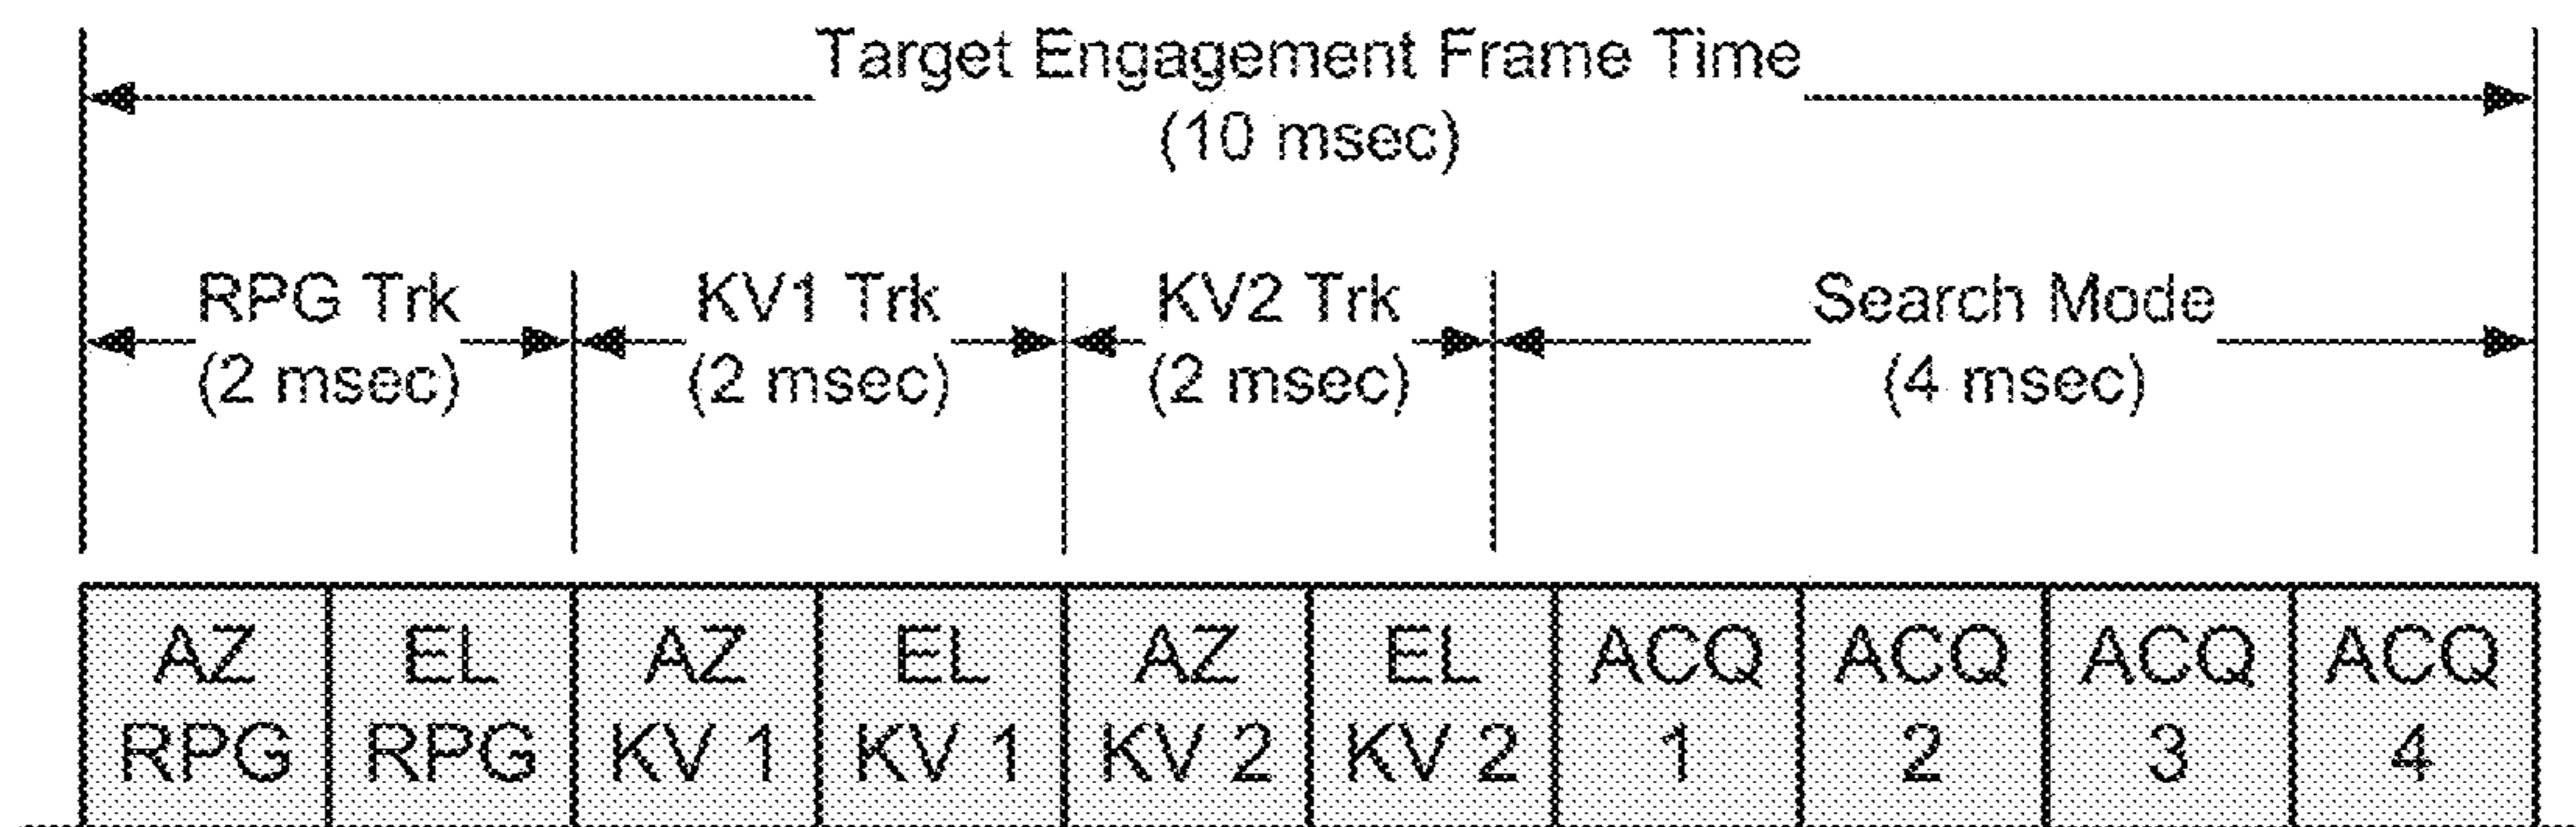 Target Engagement Frame Time
(10 msec)
RPG Trk
(2 msec)
KV1 Trk
(2 msec)
KV2 Trk
(2 msec)
Search Mode
(4 msec)
AZ RPG
EL RPG
AZ KV 1
EL KV 1
AZ KV 2
EL KV 2
ACQ 1
ACQ 2
ACQ 3
ACQ 4